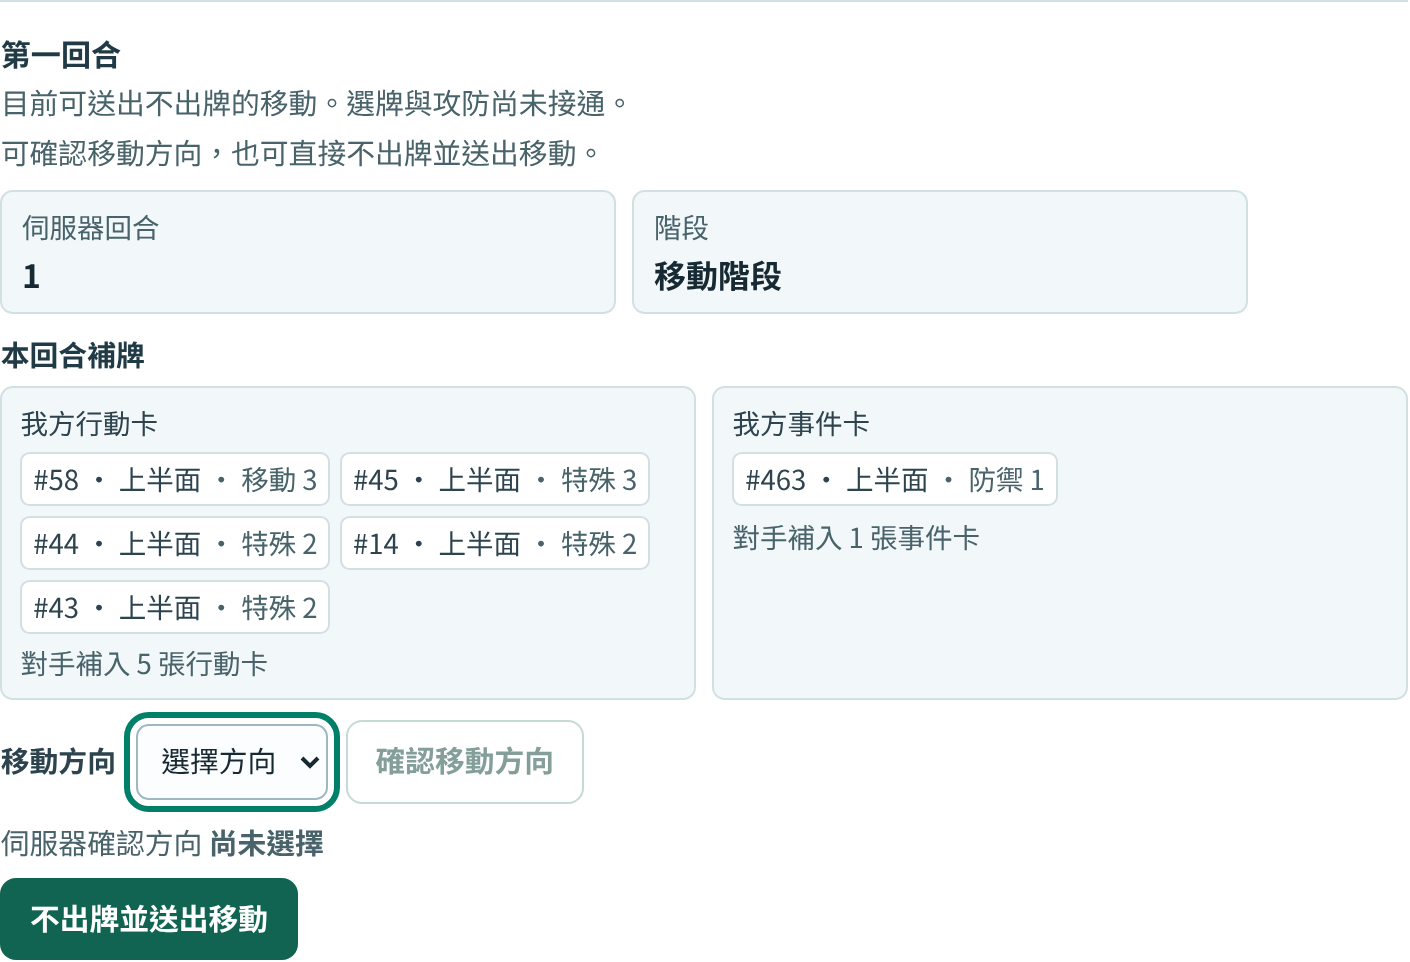 第一回合
目前可送出不出牌的移動。選牌與攻防尚未接通。
可確認移動方向，也可直接不出牌並送出移動。
伺服器回合
1
階段
移動階段
本回合補牌
我方行動卡
#58 · 上半面 · 移動 3
#45 · 上半面 · 特殊 3
#44 · 上半面 · 特殊 2
#14 · 上半面 · 特殊 2
#43 · 上半面 · 特殊 2
對手補入 5 張行動卡
我方事件卡
#463 · 上半面 · 防禦 1
對手補入 1 張事件卡
移動方向 選擇方向 確認移動方向
伺服器確認方向 尚未選擇
不出牌並送出移動